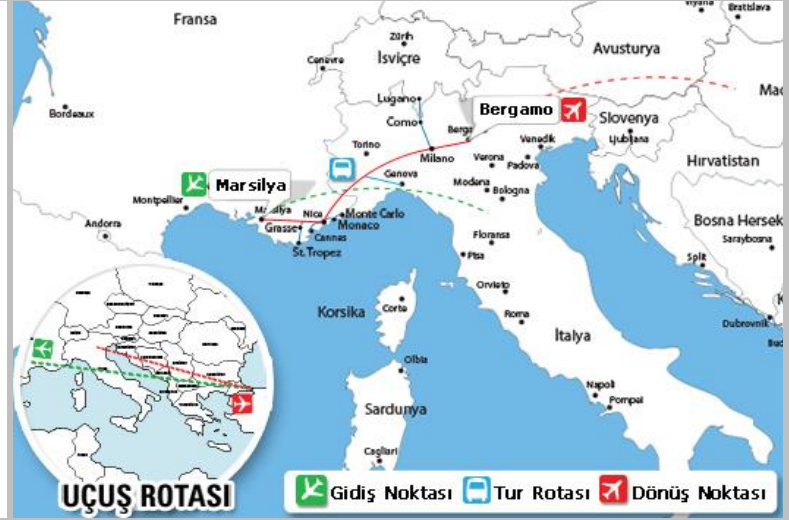 Fransa
Viyana
Bratislava
Zürih
Cenevre
İsviçre
Avusturya
Lugano
Como
Bergamo
Slovenya
Ljubljana
Bordeaux
Torino
Milano
Venedik
Verona
Padova
Hırvatistan
Genova
Modena
Bologna
Marsilya
Montpellier
Nice
Monte Carlo
Monaco
Grasse
Cannes
St. Tropez
Andorra
Bosna Hersek
Saraybosna
Split
Floransa
Pisa
Orvieto
Roma
Korsika
Corte
İtalya
Dubrovnik
Olbia
Napoli
Pompei
Sardunya
Cagliari
UÇUŞ ROTASI
Gidiş Noktası
Tur Rotası
Dönüş Noktası